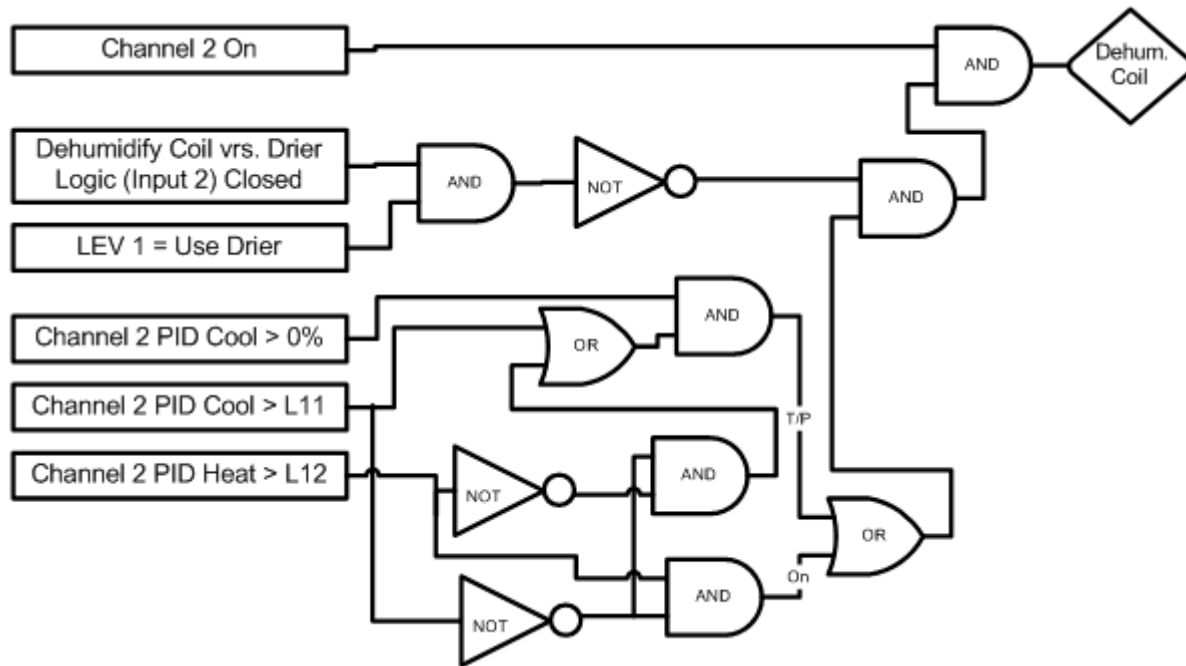 Channel 2 On
AND
Dehum.
Coil
Dehumidify Coil vrs. Drier
Logic (Input 2) Closed
AND
NOT
AND
LEV 1 = Use Drier
Channel 2 PID Cool > 0%
AND
OR
Channel 2 PID Cool > L11
T/P
Channel 2 PID Heat > L12
NOT
AND
OR
On
AND
NOT